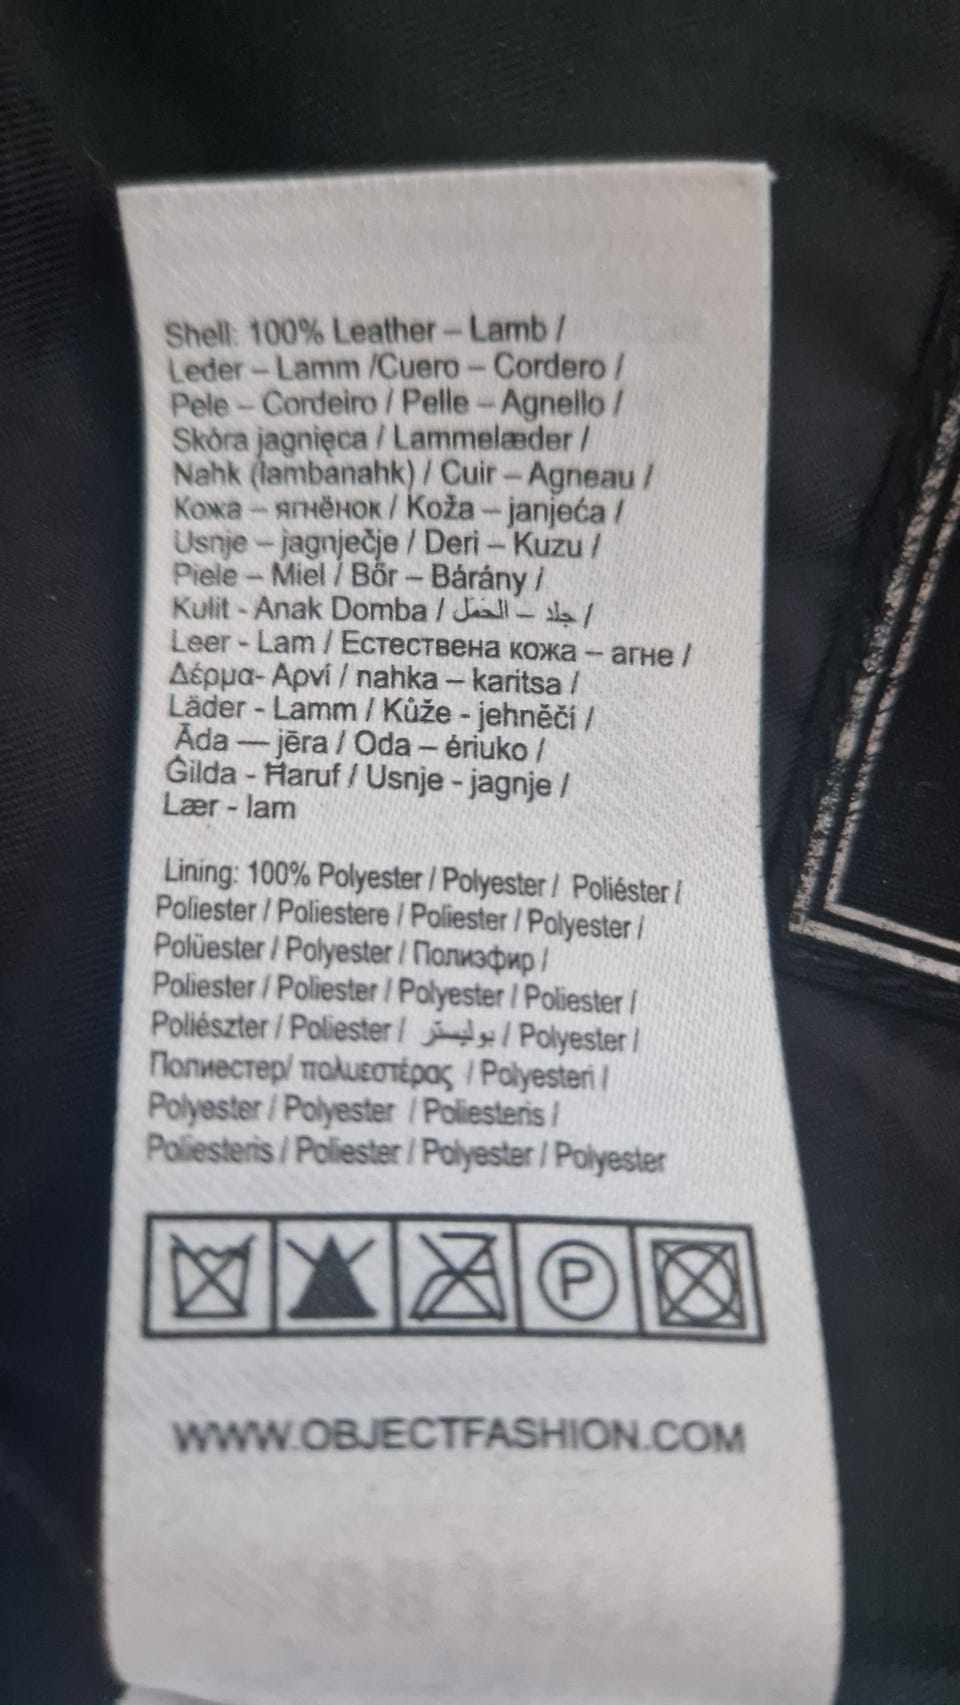 Shell: 100% Leather – Lamb /
Leder – Lamm /Cuero – Cordero /
Pele – Cordeiro / Pelle – Agnello /
Skóra jagnięca / Lammelæder /
Nahk (lambanahk) / Cuir – Agneau /
Кожа – ягнёнок / Koža – janjeća /
Usnje – jagnječje / Deri – Kuzu /
Piele – Miel / Bőr – Bárány /
Kulit - Anak Domba / جلد – الحَمَل /
Leer - Lam / Естествена кожа – агне /
Δέρμα- Αρνί / nahka – karitsa /
Läder - Lamm / Kůže - jehněčí /
Āda — jēra / Oda – ėriuko /
Ġilda - Ħaruf / Usnje - jagnje /
Lær - lam
Lining: 100% Polyester / Polyester / Poliéster /
Poliester / Poliestere / Poliester / Polyester /
Polüester / Polyester / Полиэфир /
Poliester / Poliester / Polyester / Poliester /
Poliészter / Poliester / بوليستر / Polyester /
Полиестер/ πολυεστέρας / Polyesteri /
Polyester / Polyester / Poliesteris /
Poliesteris / Poliester / Polyester / Polyester
P
WWW.OBJECTFASHION.COM